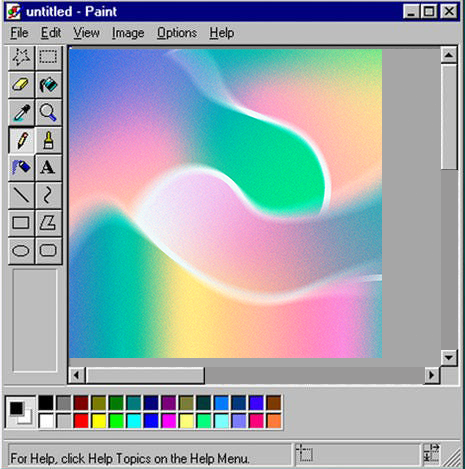 untitled - Paint
File Edit View Image Options Help
A
For Help, click Help Topics on the Help Menu.